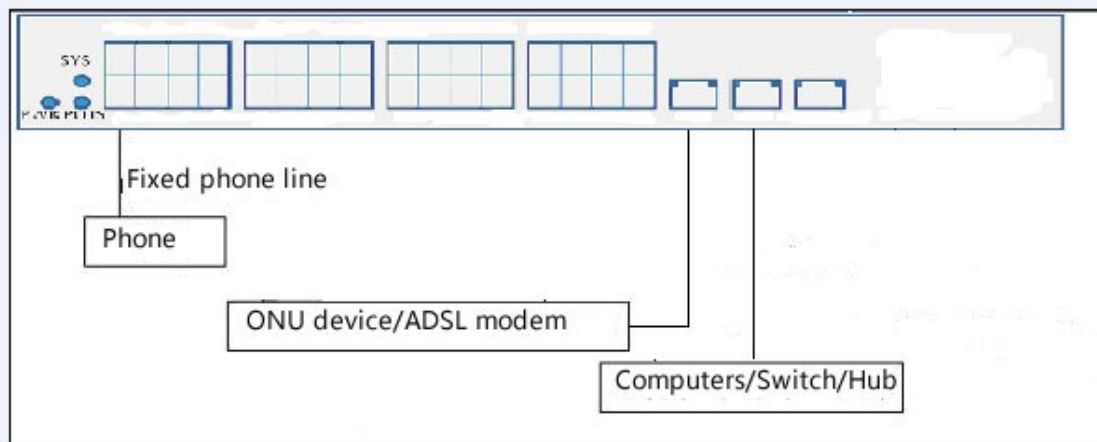 SYS
Fixed phone line
Phone
ONU device/ADSL modem
Computers/Switch/Hub